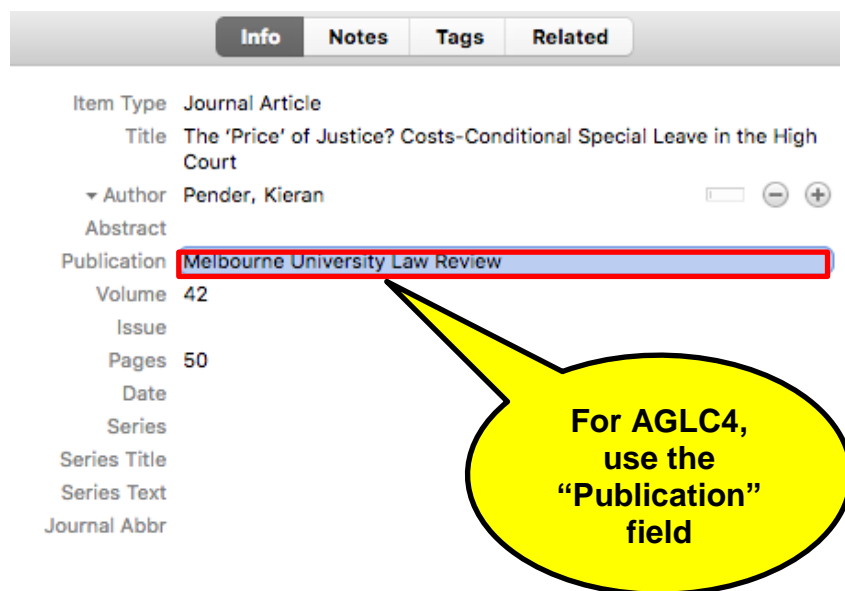 Info Notes Tags Related
Item Type Journal Article
Title The ‘Price’ of Justice? Costs-Conditional Special Leave in the High
Court
Author Pender, Kieran
Abstract
Publication Melbourne University Law Review
Volume 42
Issue
Pages 50
Date
Series
Series Title
Series Text
Journal Abbr
For AGLC4,
use the
“Publication”
field